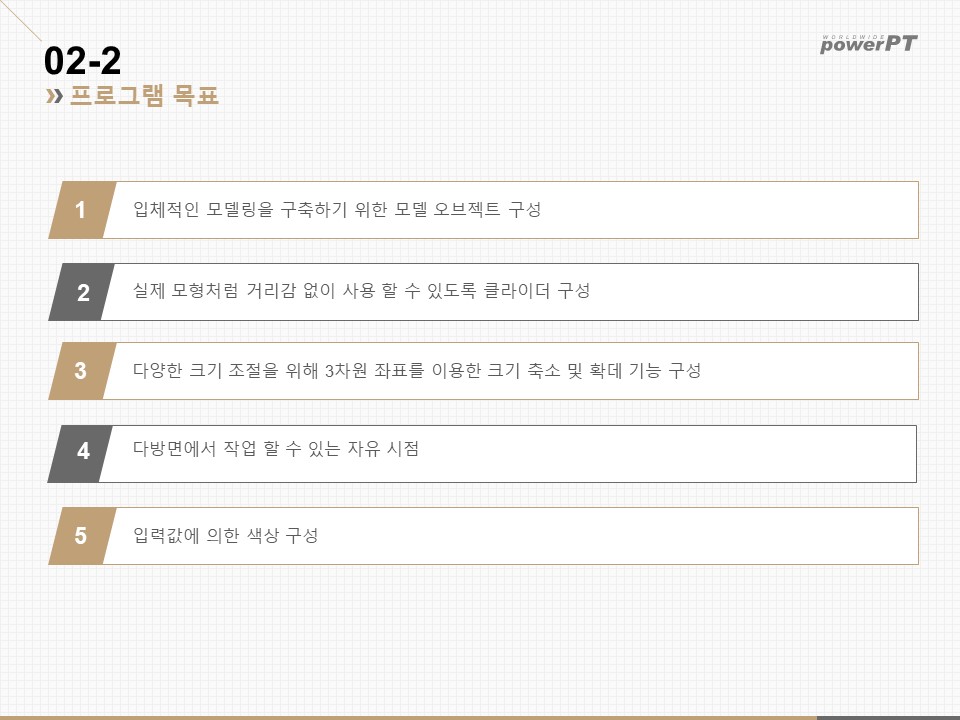 WORLDWIDE
powerPT
02-2
프로그램 목표
1 입체적인 모델링을 구축하기 위한 모델 오브젝트 구성
2 실제 모형처럼 거리감 없이 사용 할 수 있도록 클라이더 구성
3 다양한 크기 조절을 위해 3차원 좌표를 이용한 크기 축소 및 확데 기능 구성
4 다방면에서 작업 할 수 있는 자유 시점
5 입력값에 의한 색상 구성